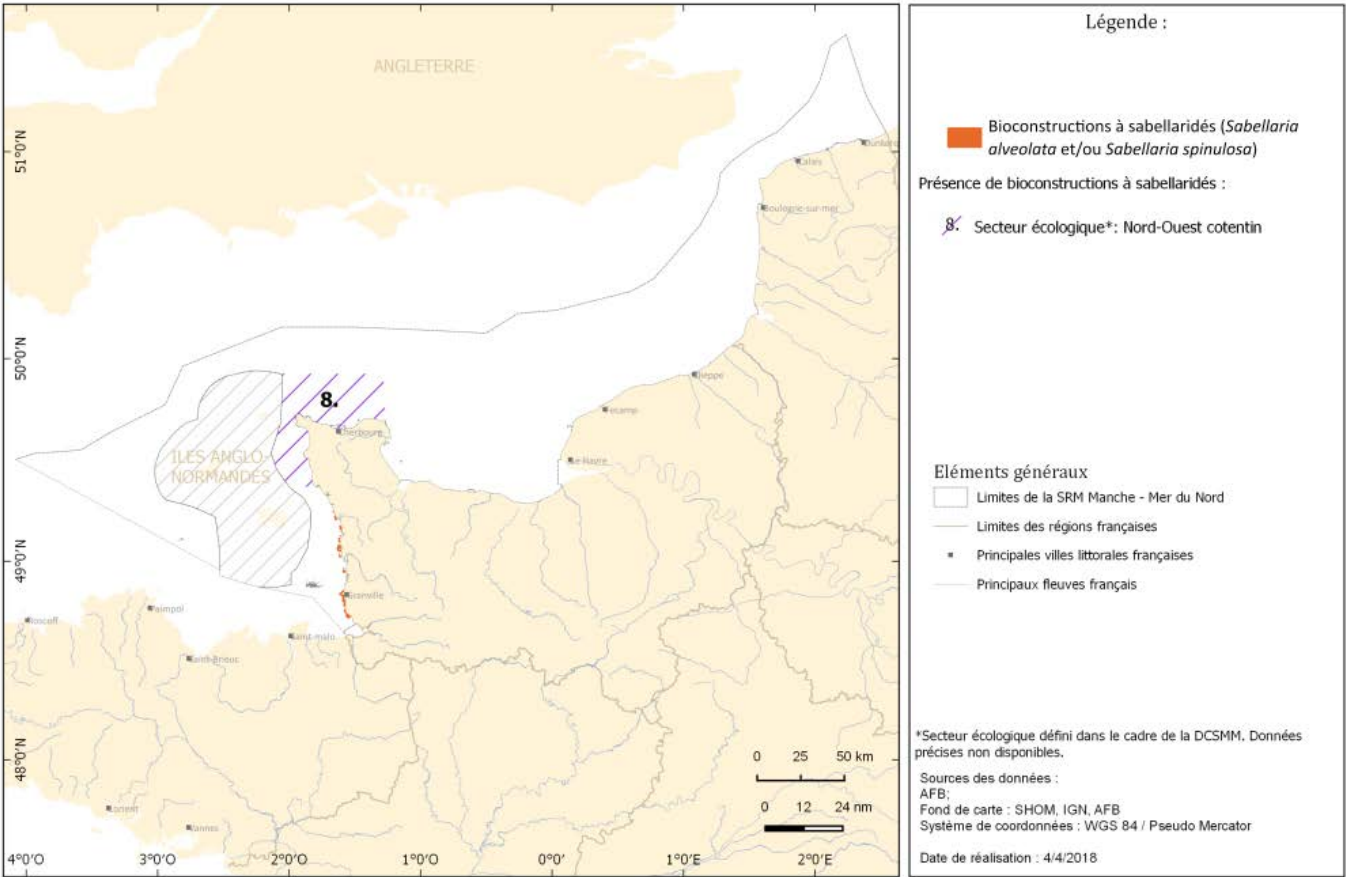 ANGLETERRE
51°0'N
Dunkerque
Calais
Boulogne-sur-mer
50°0'N
Dieppe
Fecamp
8.
Cherbourg
ILES ANGLO-
NORMANDES
Le-Havre
49°0'N
Granville
Paimpol
Roscoff
Saint-malo
Saint-Brieuc
48°0'N
0 25 50 km
0 12 24 nm
Lorient
Vannes
4°0'O
3°0'O
2°0'O
1°0'O
0°0'
1°0'E
2°0'E
Légende :
Bioconstructions à sabellaridés (Sabellaria
alveolata et/ou Sabellaria spinulosa)
Présence de bioconstructions à sabellaridés :
8. Secteur écologique*: Nord-Ouest cotentin
Eléments généraux
Limites de la SRM Manche - Mer du Nord
Limites des régions françaises
Principales villes littorales françaises
Principaux fleuves français
*Secteur écologique défini dans le cadre de la DCSMM. Données
précises non disponibles.
Sources des données :
AFB;
Fond de carte : SHOM, IGN, AFB
Système de coordonnées : WGS 84 / Pseudo Mercator
Date de réalisation : 4/4/2018